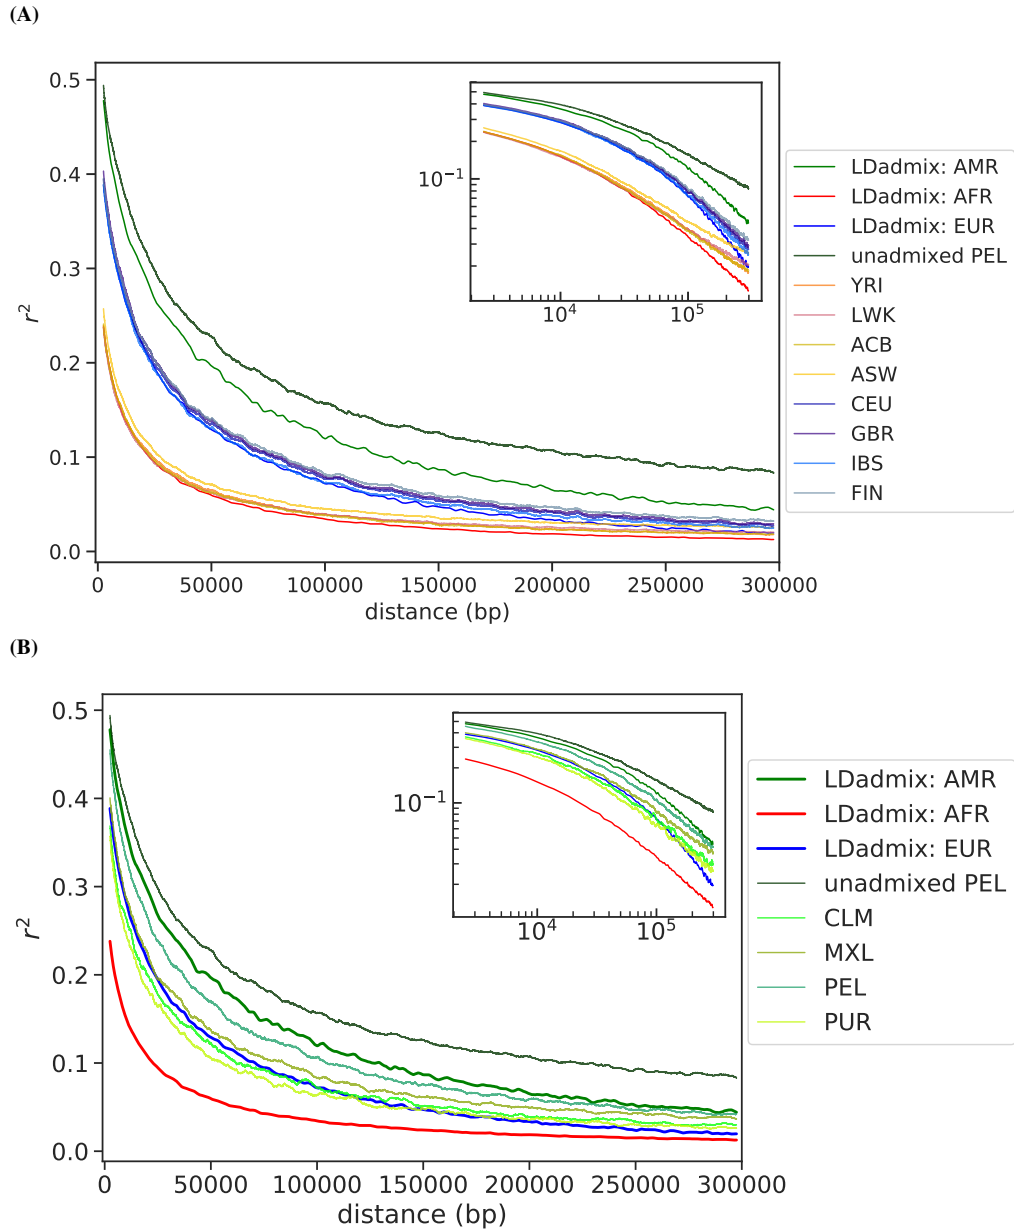 (A)
0.5
0.4
0.3
0.2
0.1
0.0
r²
0
50000
100000
150000
200000
250000
300000
distance (bp)
10⁻¹
10⁴
10⁵
LDadmix: AMR
LDadmix: AFR
LDadmix: EUR
unadmixed PEL
YRI
LWK
ACB
ASW
CEU
GBR
IBS
FIN
(B)
0.5
0.4
0.3
0.2
0.1
0.0
r²
0
50000
100000
150000
200000
250000
300000
distance (bp)
10⁻¹
10⁴
10⁵
LDadmix: AMR
LDadmix: AFR
LDadmix: EUR
unadmixed PEL
CLM
MXL
PEL
PUR